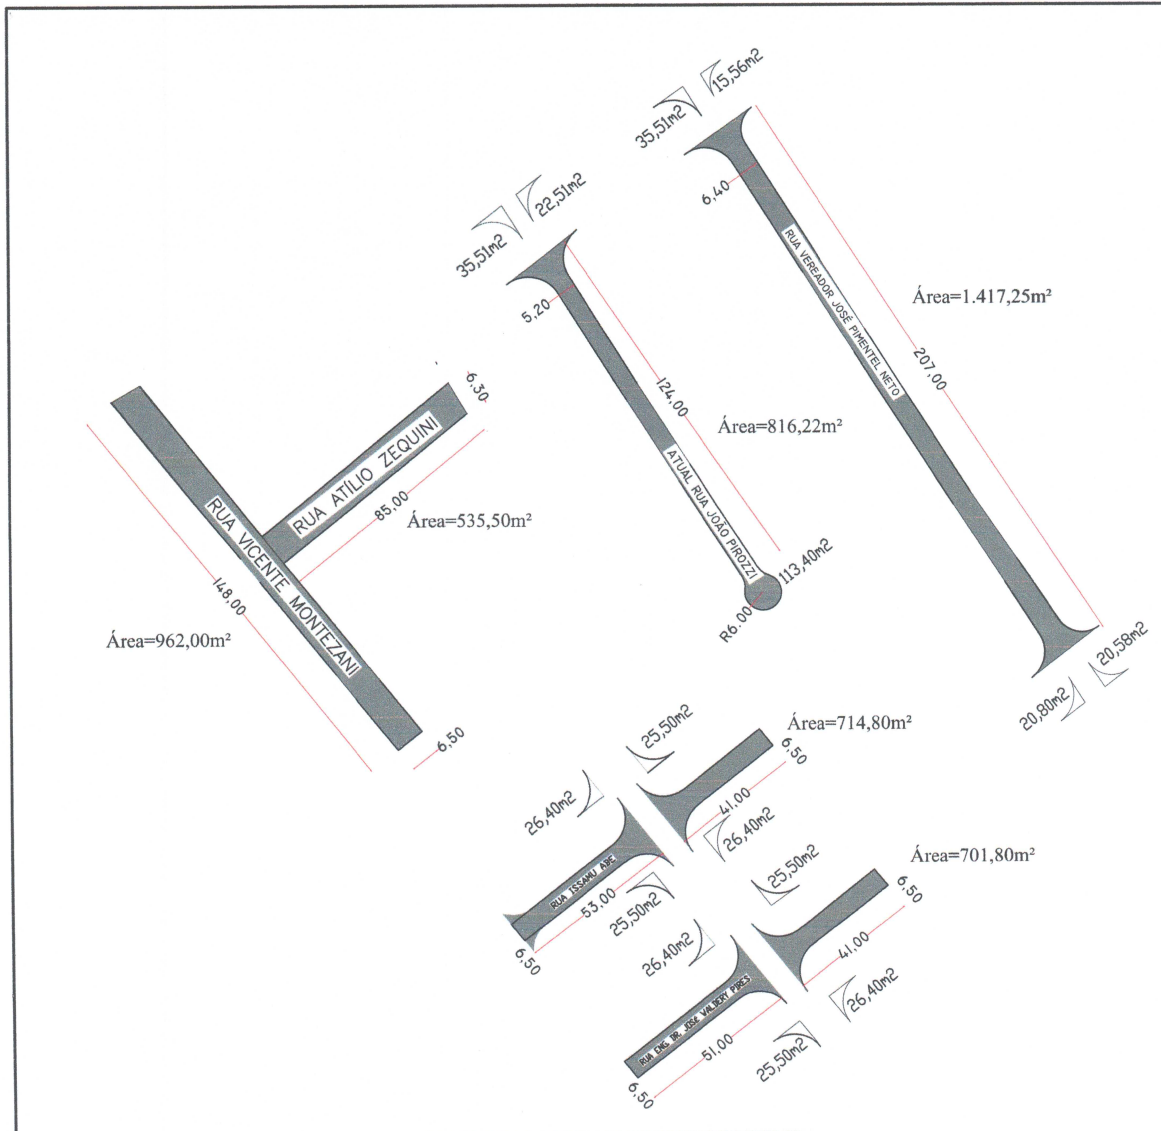 15,56m2
35,51m2
6,40
RUA VEREADOR JOSÉ PIMENTEL NETO
Área=1.417,25m²
207,00
20,58m2
20,80m2
22,51m2
35,51m2
5,20
124,00
Área=816,22m²
ATUAL RUA JOÃO PIROZZI
113,40m2
R6.00
6,30
RUA ATÍLIO ZEQUINI
85,00
Área=535,50m²
RUA VICENTE MONTEZANI
148,00
Área=962,00m²
6,50
25,50m2
Área=714,80m²
6,50
41,00
26,40m2
26,40m2
RUA ISSAMU ABE
53,00
25,50m2
6,50
25,50m2
Área=701,80m²
6,50
41,00
26,40m2
26,40m2
RUA ENG. DR. JOSÉ VALDERY PIRES
51,00
25,50m2
6,50